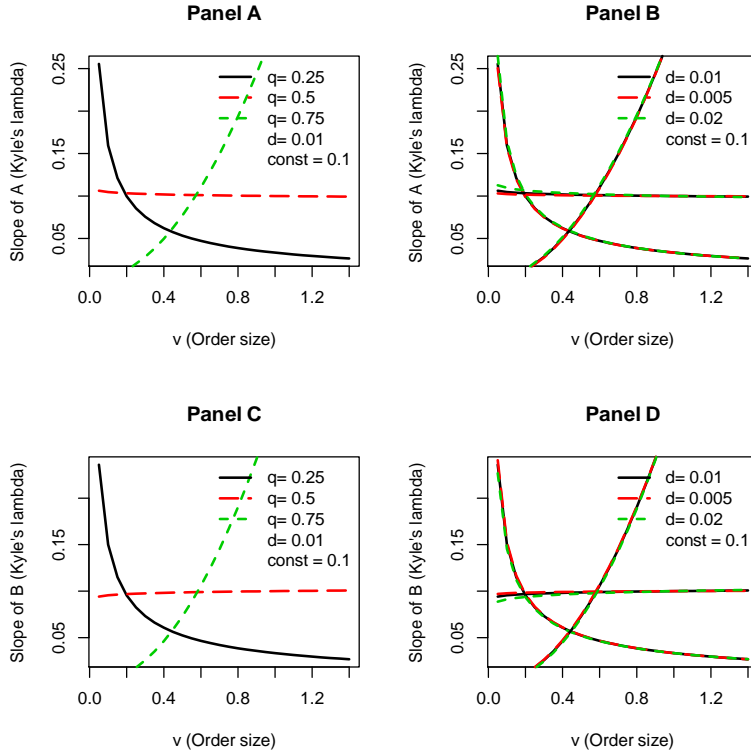 Panel A
Slope of A (Kyle's lambda)
0.05
0.15
0.25
q= 0.25
q= 0.5
q= 0.75
d= 0.01
const = 0.1
0.0
0.4
0.8
1.2
v (Order size)
Panel B
Slope of A (Kyle's lambda)
0.05
0.15
0.25
d= 0.01
d= 0.005
d= 0.02
const = 0.1
0.0
0.4
0.8
1.2
v (Order size)
Panel C
Slope of B (Kyle's lambda)
0.05
0.15
q= 0.25
q= 0.5
q= 0.75
d= 0.01
const = 0.1
0.0
0.4
0.8
1.2
v (Order size)
Panel D
Slope of B (Kyle's lambda)
0.05
0.15
d= 0.01
d= 0.005
d= 0.02
const = 0.1
0.0
0.4
0.8
1.2
v (Order size)